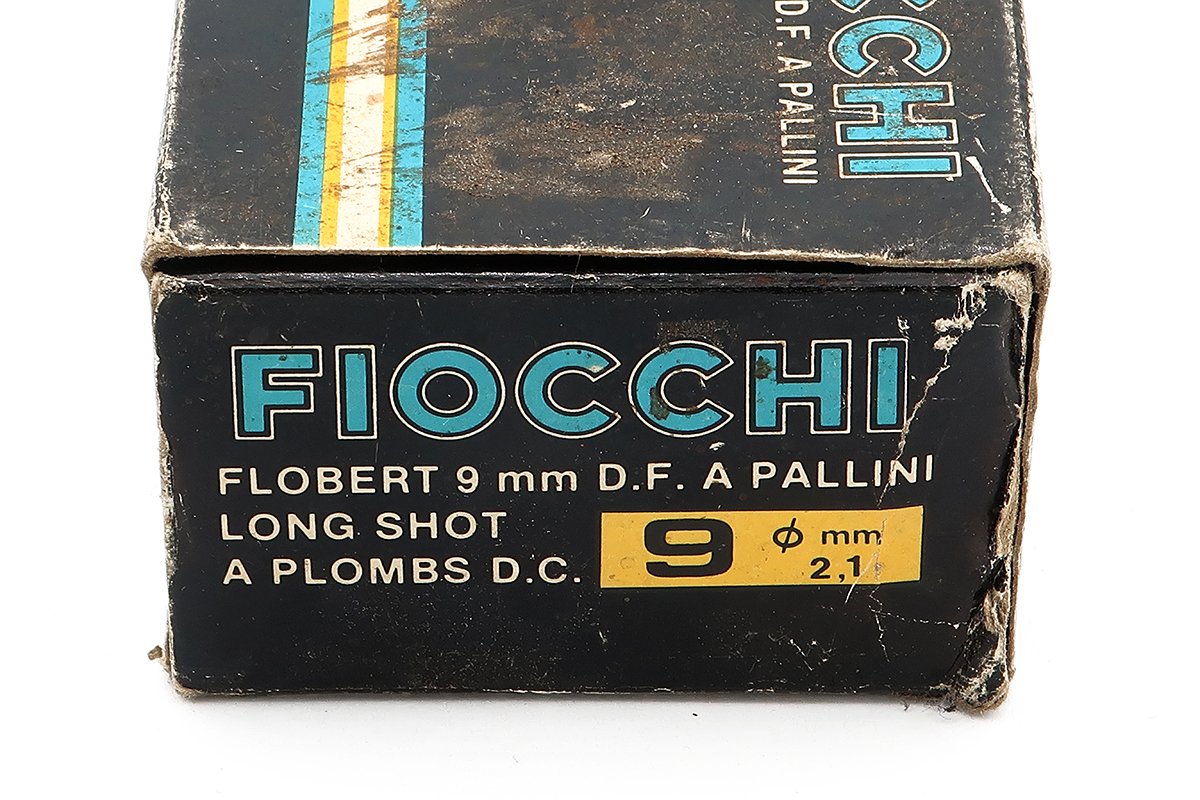 CCHI
D.F. A PALLINI
FIOCCHI
FLOBERT 9 mm D.F. A PALLINI
LONG SHOT
A PLOMBS D.C.
9 ϕ mm
2,1